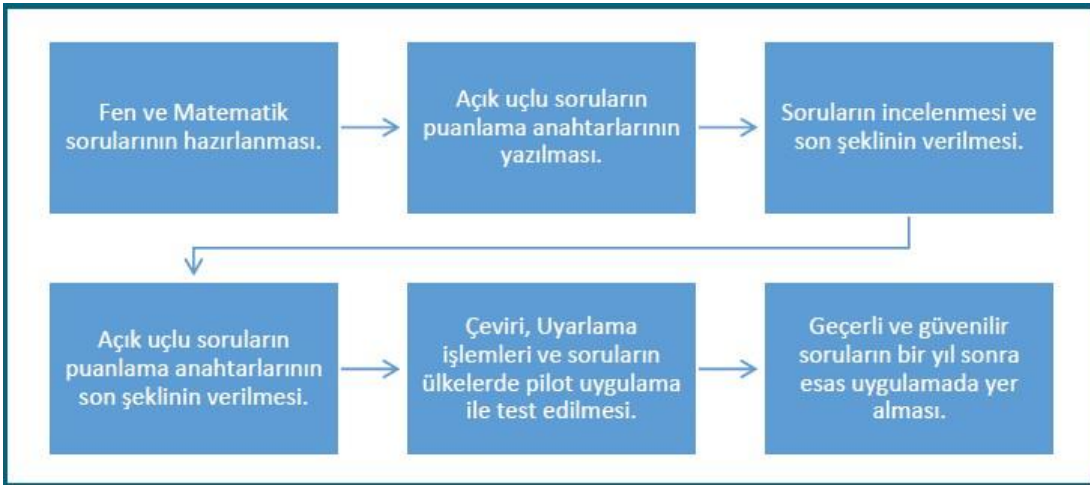 Fen ve Matematik
sorularının hazırlanması.
Açık uçlu soruların
puanlama anahtarlarının
yazılması.
Soruların incelenmesi ve
son şeklinin verilmesi.
Açık uçlu soruların
puanlama anahtarlarının
son şeklinin verilmesi.
Çeviri, Uyarlama
işlemleri ve soruların
ülkelerde pilot uygulama
ile test edilmesi.
Geçerli ve güvenilir
soruların bir yıl sonra
esas uygulamada yer
alması.